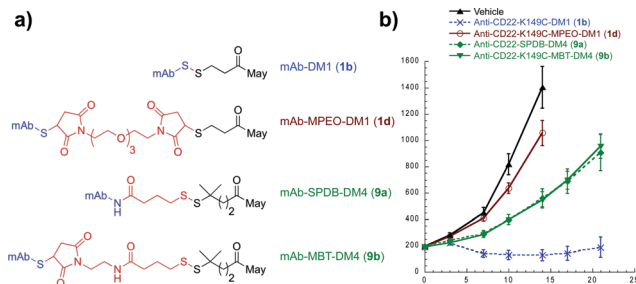 a)
mAb
S
S
O
May
mAb-DM1 (1b)
mAb
S
O
O
N
O
3
N
O
O
S
O
May
mAb-MPEO-DM1 (1d)
mAb
N
H
O
S
S
2
O
May
mAb-SPDB-DM4 (9a)
mAb
S
O
O
N
H
N
O
S
S
2
O
May
mAb-MBT-DM4 (9b)
b)
Vehicle
Anti-CD22-K149C-DM1 (1b)
Anti-CD22-K149C-MPEO-DM1 (1d)
Anti-CD22-SPDB-DM4 (9a)
Anti-CD22-K149C-MBT-DM4 (9b)
1600
1400
1200
1000
800
600
400
200
0
0 5 10 15 20 25